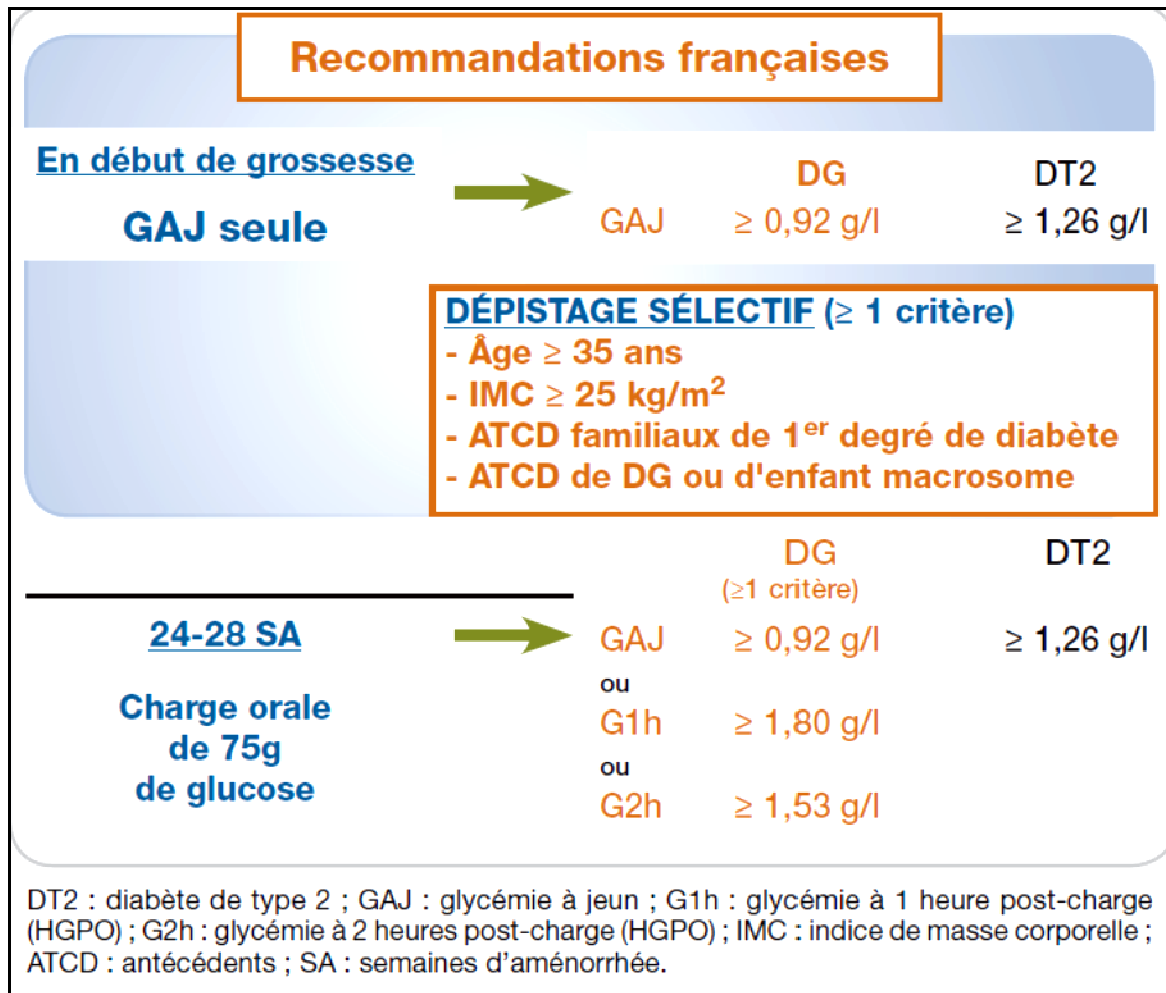 Recommandations françaises
En début de grossesse
GAJ seule
DG DT2
GAJ ≥ 0,92 g/l ≥ 1,26 g/l
DÉPISTAGE SÉLECTIF (≥ 1 critère)
- Âge ≥ 35 ans
- IMC ≥ 25 kg/m²
- ATCD familiaux de 1er degré de diabète
- ATCD de DG ou d'enfant macrosome
DG DT2
(≥1 critère)
24-28 SA
GAJ ≥ 0,92 g/l ≥ 1,26 g/l
ou
Charge orale
de 75g
de glucose
G1h ≥ 1,80 g/l
ou
G2h ≥ 1,53 g/l
DT2 : diabète de type 2 ; GAJ : glycémie à jeun ; G1h : glycémie à 1 heure post-charge
(HGPO) ; G2h : glycémie à 2 heures post-charge (HGPO) ; IMC : indice de masse corporelle ;
ATCD : antécédents ; SA : semaines d'aménorrhée.